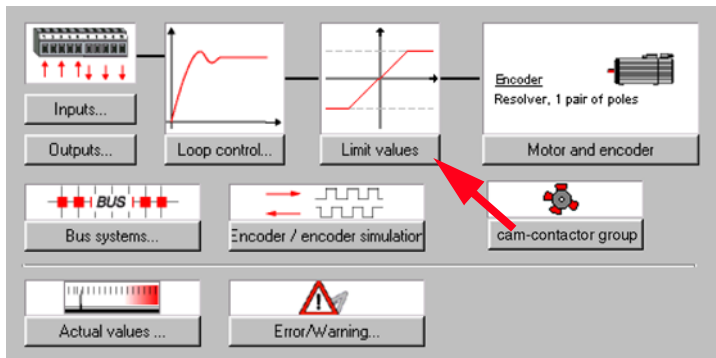 Encoder
Resolver, 1 pair of poles
Inputs...
Outputs...
Loop control...
Limit values
Motor and encoder
BUS
Bus systems...
Encoder / encoder simulation
cam-contactor group
Actual values ...
Error/Warning...